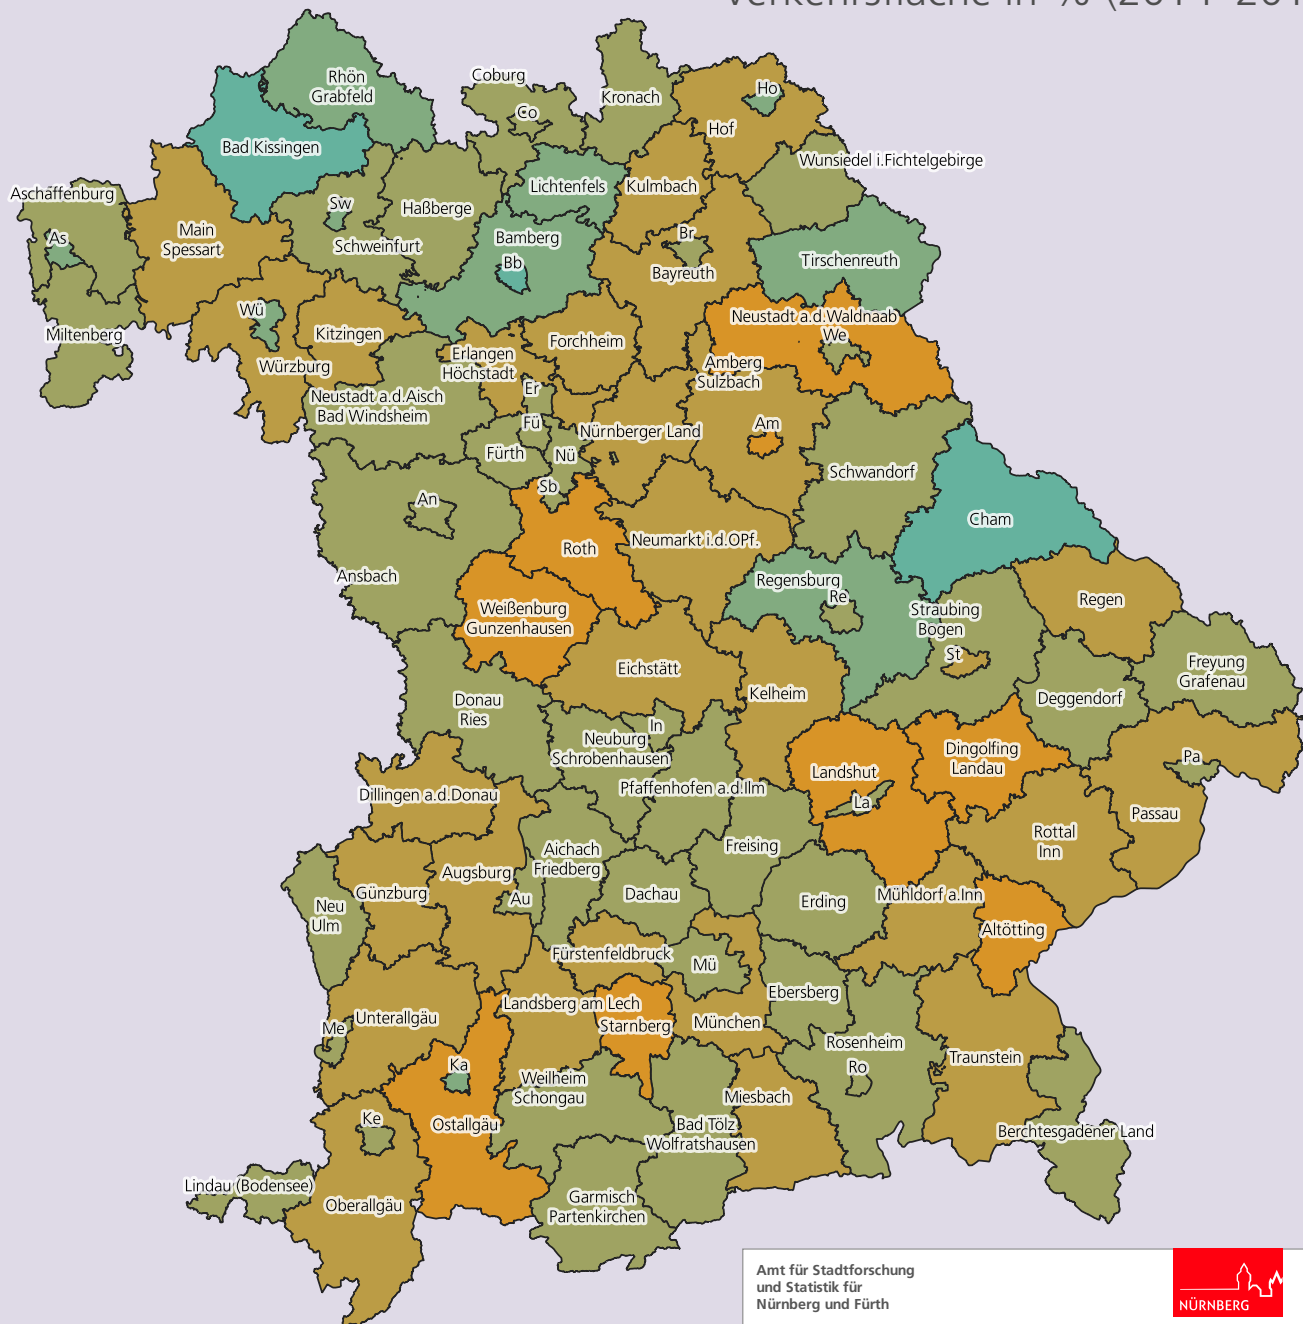 Verkehrsfläche in % (2011-201
Rhön
Grabfeld
Coburg
Co
Kronach
Ho
Hof
Bad Kissingen
Wunsiedel i.Fichtelgebirge
Aschaffenburg
As
Main
Spessart
Sw
Schweinfurt
Haßberge
Lichtenfels
Kulmbach
Bamberg
Bb
Br
Bayreuth
Tirschenreuth
Miltenberg
Wü
Würzburg
Kitzingen
Erlangen
Höchstadt
Forchheim
Neustadt a.d.Waldnaab
We
Amberg
Sulzbach
Neustadt a.d.Aisch
Bad Windsheim
Er
Fü
Fürth
Nü
Nürnberger Land
Am
Schwandorf
An
Sb
Roth
Neumarkt i.d.OPf.
Cham
Ansbach
Weißenburg
Gunzenhausen
Regensburg
Re
Straubing
Bogen
St
Regen
Eichstätt
Kelheim
Deggendorf
Freyung
Grafenau
Donau
Ries
In
Neuburg
Schrobenhausen
Landshut
La
Dingolfing
Landau
Pa
Passau
Dillingen a.d.Donau
Pfaffenhofen a.d.Ilm
Rottal
Inn
Aichach
Friedberg
Freising
Augsburg
Au
Günzburg
Neu
Ulm
Dachau
Erding
Mühldorf a.Inn
Altötting
Fürstenfeldbruck
Mü
Landsberg am Lech
Starnberg
München
Ebersberg
Unterallgäu
Me
Rosenheim
Ro
Traunstein
Ka
Weilheim
Schongau
Miesbach
Ke
Ostallgäu
Bad Tölz
Wolfratshausen
Berchtesgadener Land
Lindau (Bodensee)
Oberallgäu
Garmisch
Partenkirchen
Amt für Stadtforschung
und Statistik für
Nürnberg und Fürth
NÜRNBERG